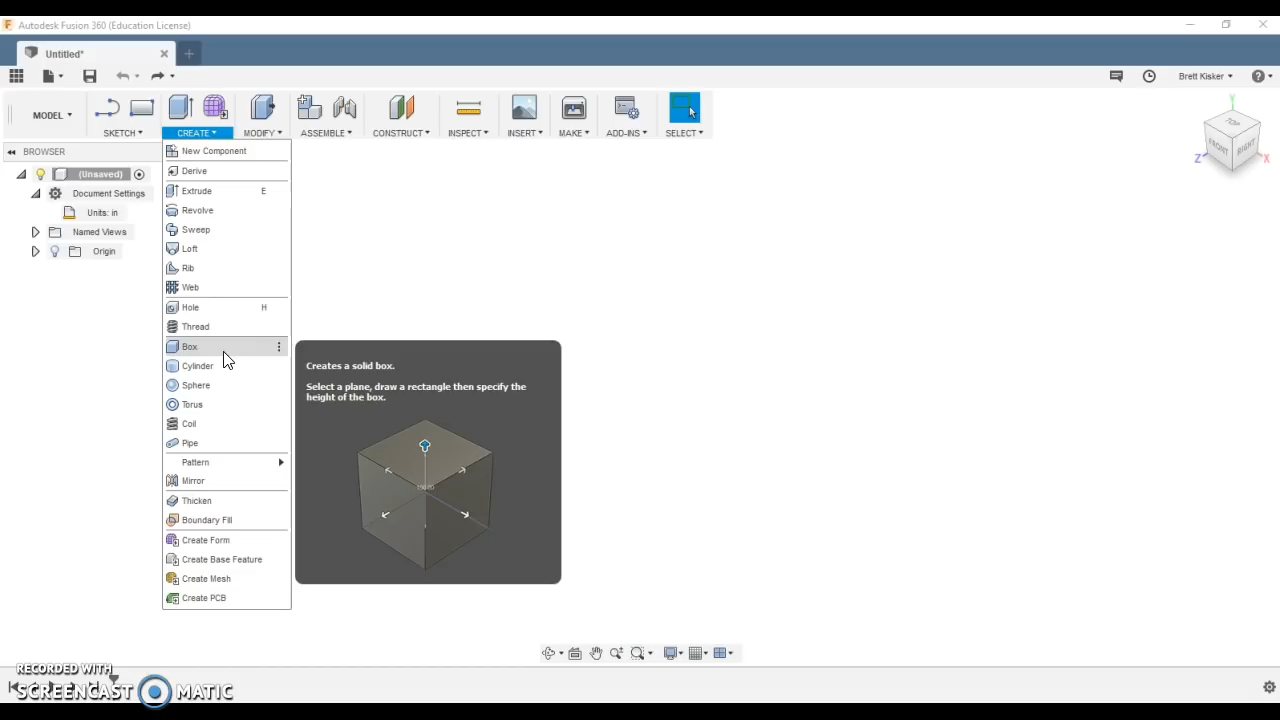 Autodesk Fusion 360 (Education License)
Untitled*
Brett Kisker
MODEL
SKETCH
CREATE
MODIFY
ASSEMBLE
CONSTRUCT
INSPECT
INSERT
MAKE
ADD-INS
SELECT
TOP
FRONT
RIGHT
Y
Z
X
BROWSER
(Unsaved)
Document Settings
Units: in
Named Views
Origin
New Component
Derive
Extrude E
Revolve
Sweep
Loft
Rib
Web
Hole H
Thread
Box
Cylinder
Sphere
Torus
Coil
Pipe
Pattern
Mirror
Thicken
Boundary Fill
Create Form
Create Base Feature
Create Mesh
Create PCB
Creates a solid box.
Select a plane, draw a rectangle then specify the
height of the box.
RECORDED WITH
SCREENCAST MATIC